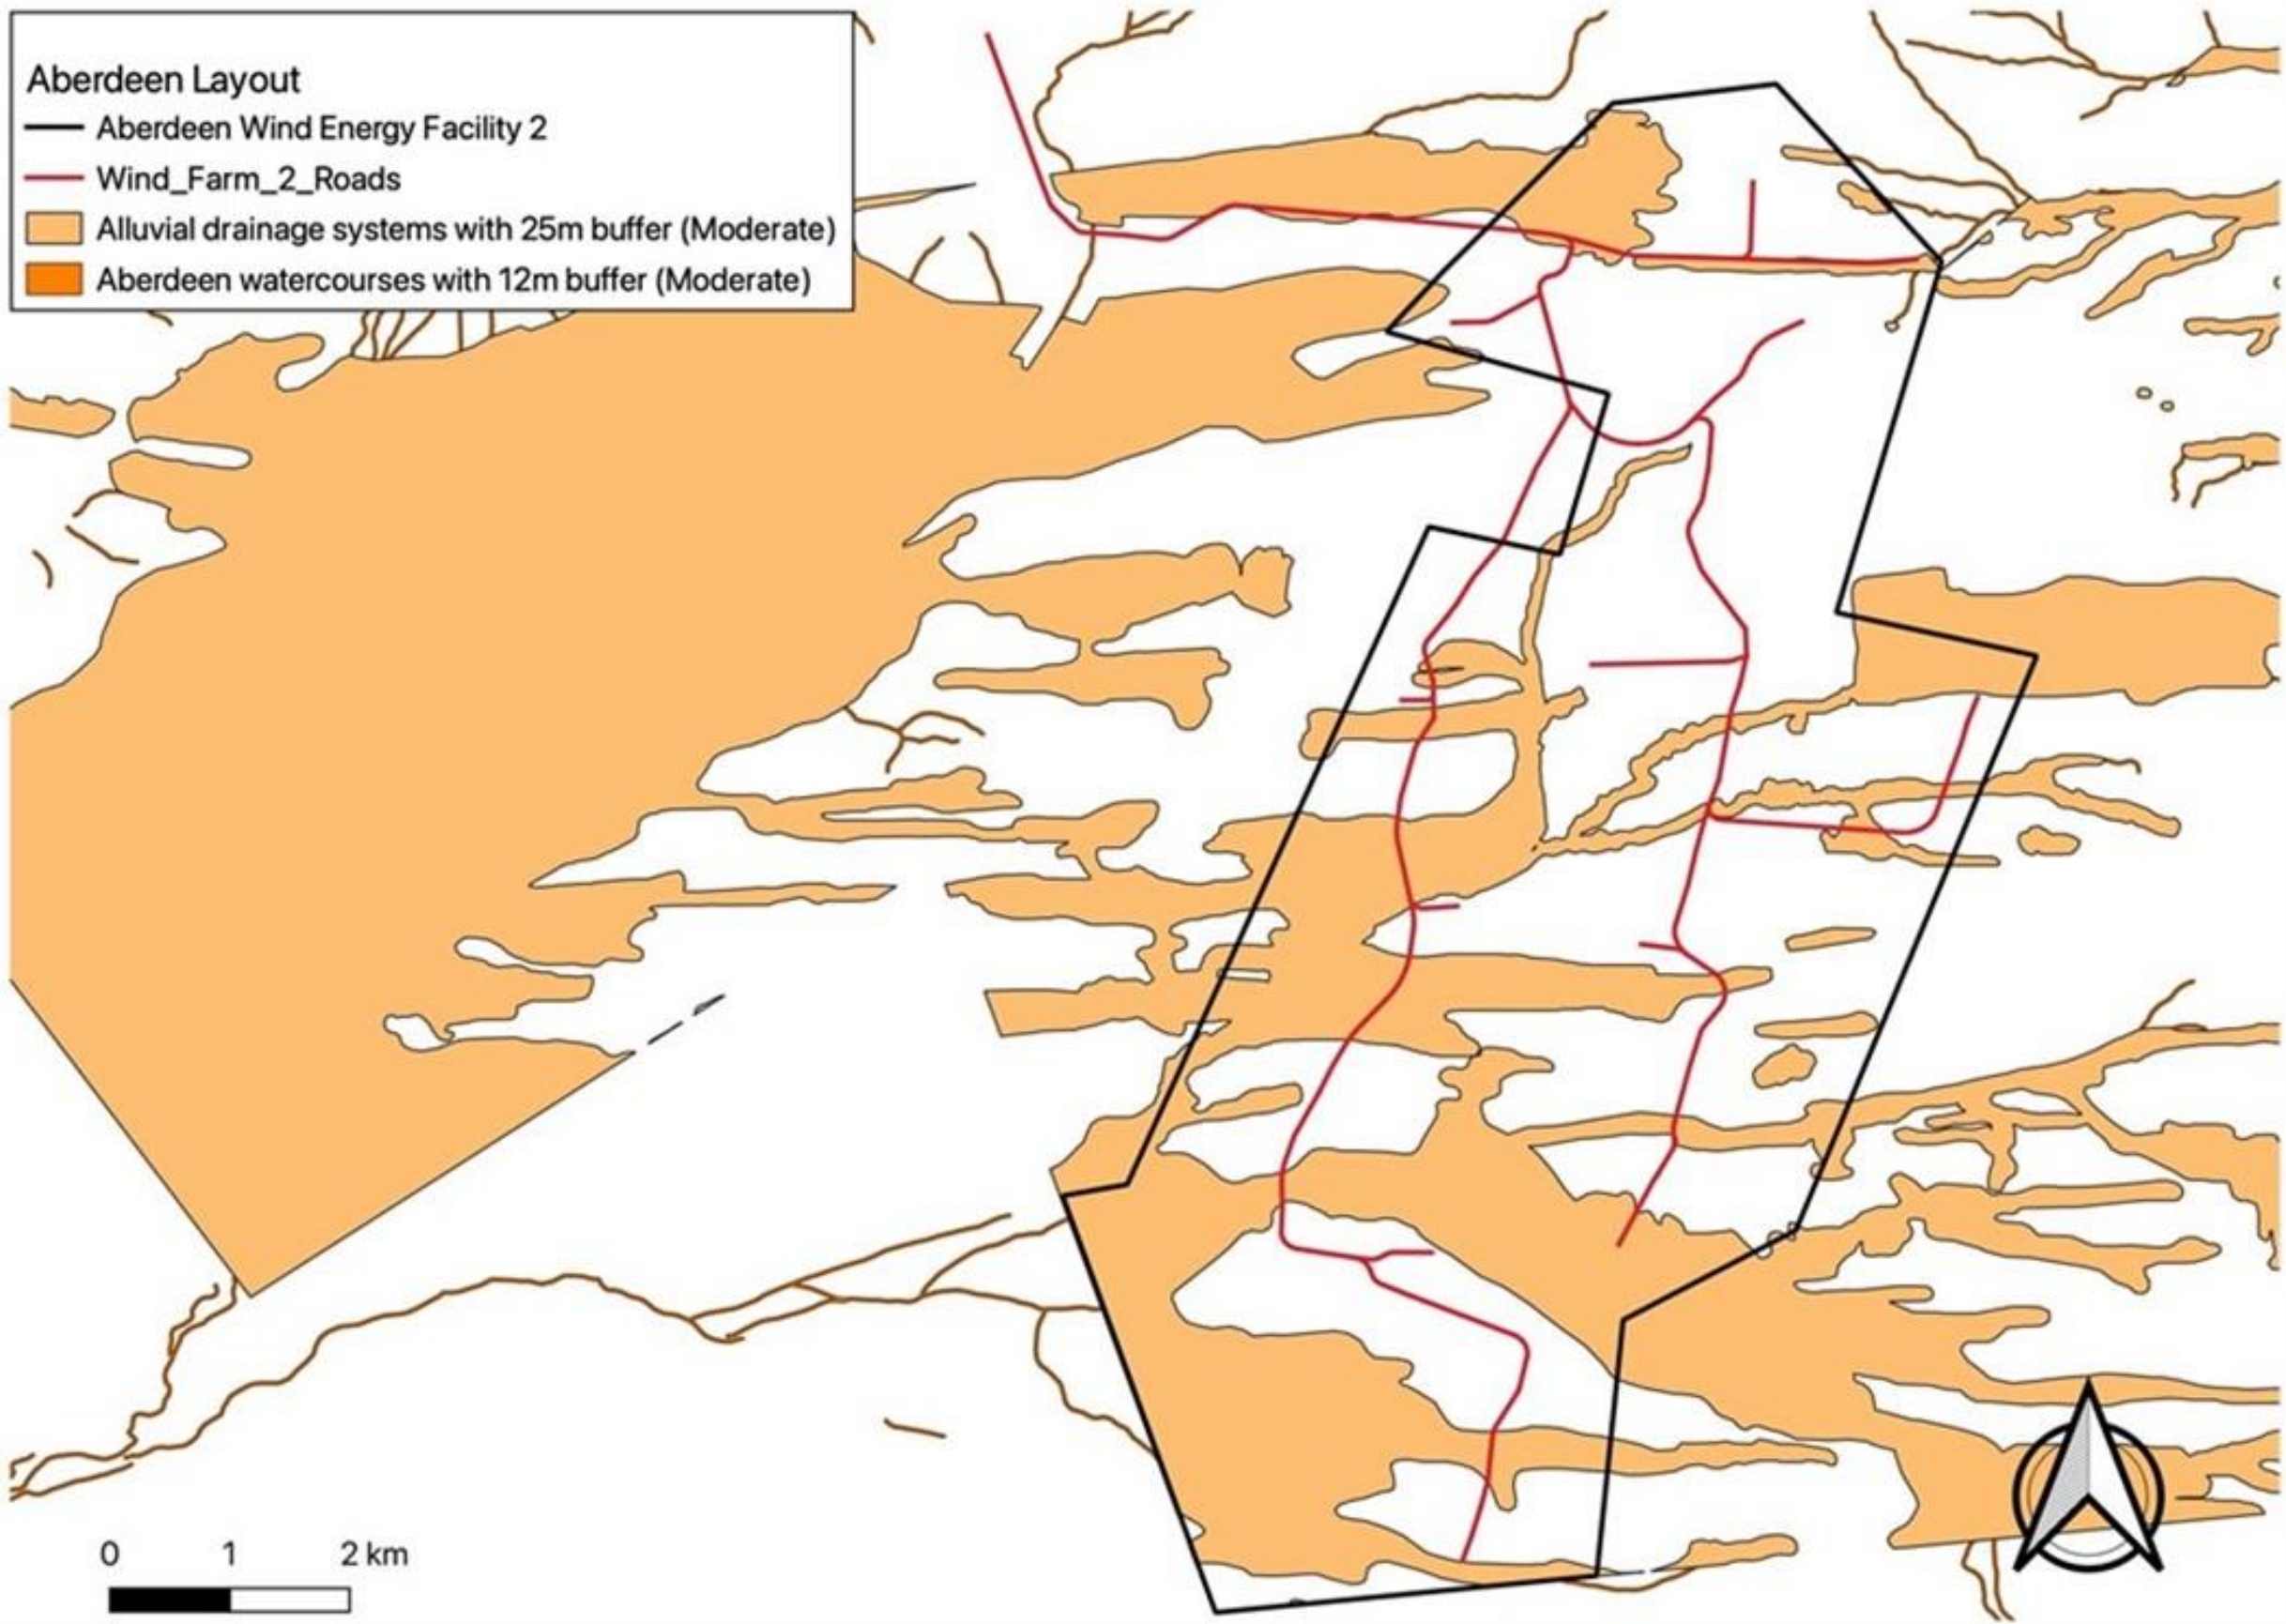 Aberdeen Layout
Aberdeen Wind Energy Facility 2
Wind_Farm_2_Roads
Alluvial drainage systems with 25m buffer (Moderate)
Aberdeen watercourses with 12m buffer (Moderate)
0 1 2 km